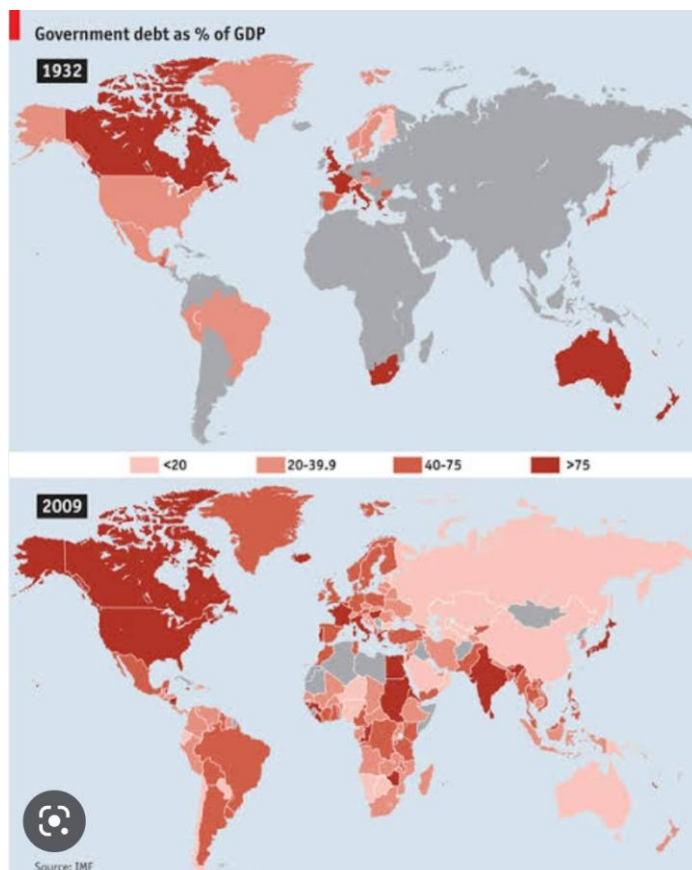 Government debt as % of GDP
1932
<20 20-39.9 40-75 >75
2009
Source: IMF